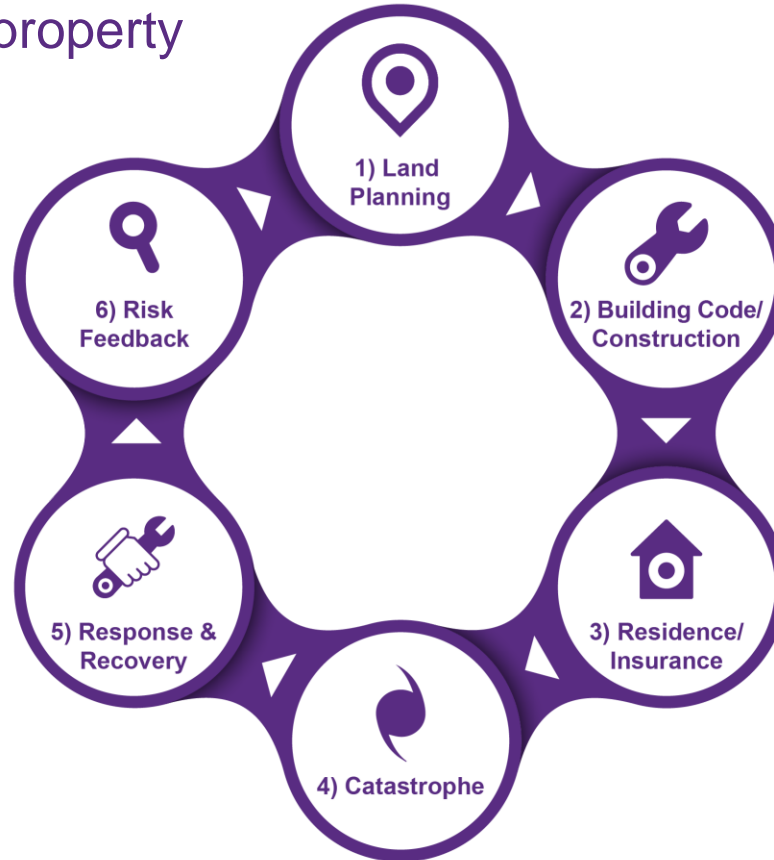 property
1) Land
Planning
2) Building Code/
Construction
3) Residence/
Insurance
4) Catastrophe
5) Response &
Recovery
6) Risk
Feedback